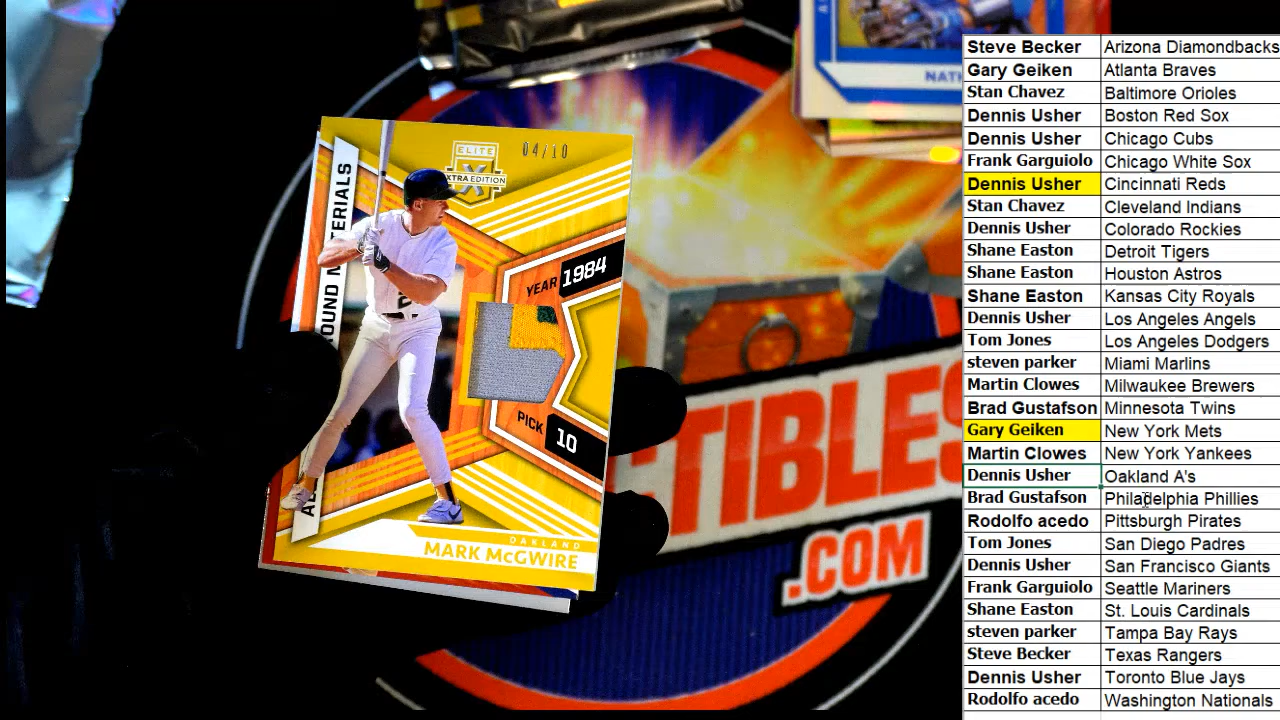 ELITE
XTRA EDITION
04/10
YEAR 1984
PICK 10
OAKLAND
MARK McGWIRE
NATI
TIBLES
.COM
Steve Becker Arizona Diamondbacks
Gary Geiken Atlanta Braves
Stan Chavez Baltimore Orioles
Dennis Usher Boston Red Sox
Dennis Usher Chicago Cubs
Frank Garguiolo Chicago White Sox
Dennis Usher Cincinnati Reds
Stan Chavez Cleveland Indians
Dennis Usher Colorado Rockies
Shane Easton Detroit Tigers
Shane Easton Houston Astros
Shane Easton Kansas City Royals
Dennis Usher Los Angeles Angels
Tom Jones Los Angeles Dodgers
steven parker Miami Marlins
Martin Clowes Milwaukee Brewers
Brad Gustafson Minnesota Twins
Gary Geiken New York Mets
Martin Clowes New York Yankees
Dennis Usher Oakland A's
Brad Gustafson Philadelphia Phillies
Rodolfo acedo Pittsburgh Pirates
Tom Jones San Diego Padres
Dennis Usher San Francisco Giants
Frank Garguiolo Seattle Mariners
Shane Easton St. Louis Cardinals
steven parker Tampa Bay Rays
Steve Becker Texas Rangers
Dennis Usher Toronto Blue Jays
Rodolfo acedo Washington Nationals